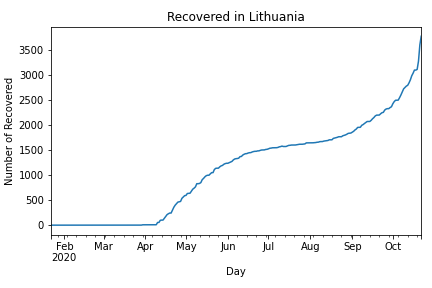 Recovered in Lithuania
Number of Recovered
3500
3000
2500
2000
1500
1000
500
0
Feb Mar Apr May Jun Jul Aug Sep Oct
2020
Day